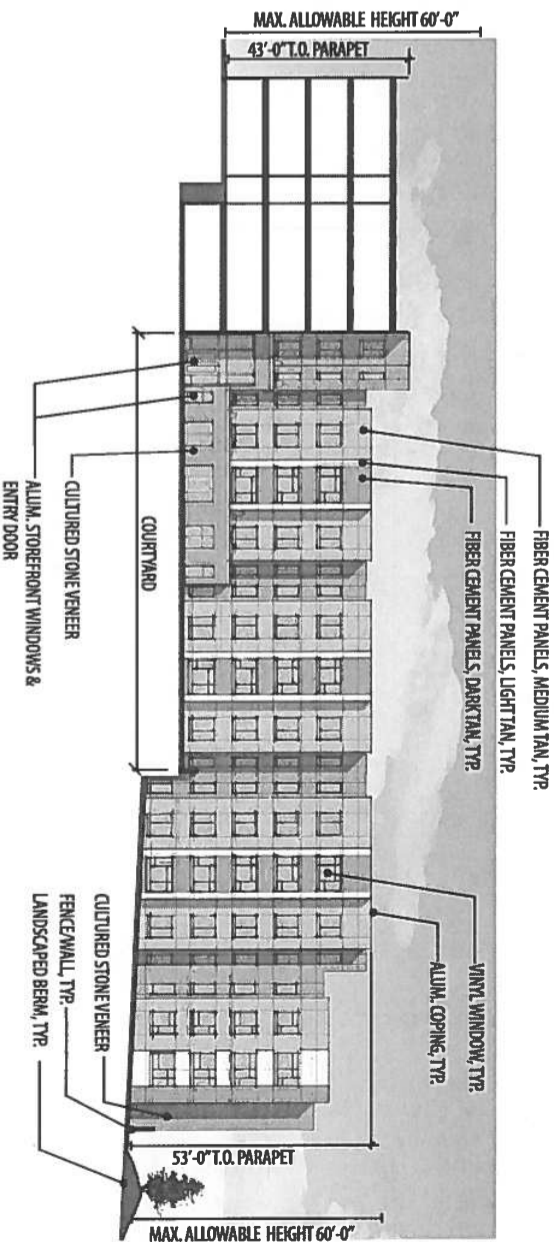 MAX. ALLOWABLE HEIGHT 60'-0"
43'-0" T.O. PARAPET
FIBER CEMENT PANELS, MEDIUM TAN, TYP.
FIBER CEMENT PANELS, LIGHT TAN, TYP.
FIBER CEMENT PANELS, DARK TAN, TYP.
VINYL WINDOW, TYP.
ALUM. COPING, TYP.
COURTYARD
CULTURED STONE VENEER
ALUM. STOREFRONT WINDOWS &
ENTRY DOOR
CULTURED STONE VENEER
FENCE/WALL, TYP.
LANDSCAPED BERM, TYP.
53'-0" T.O. PARAPET
MAX. ALLOWABLE HEIGHT 60'-0"